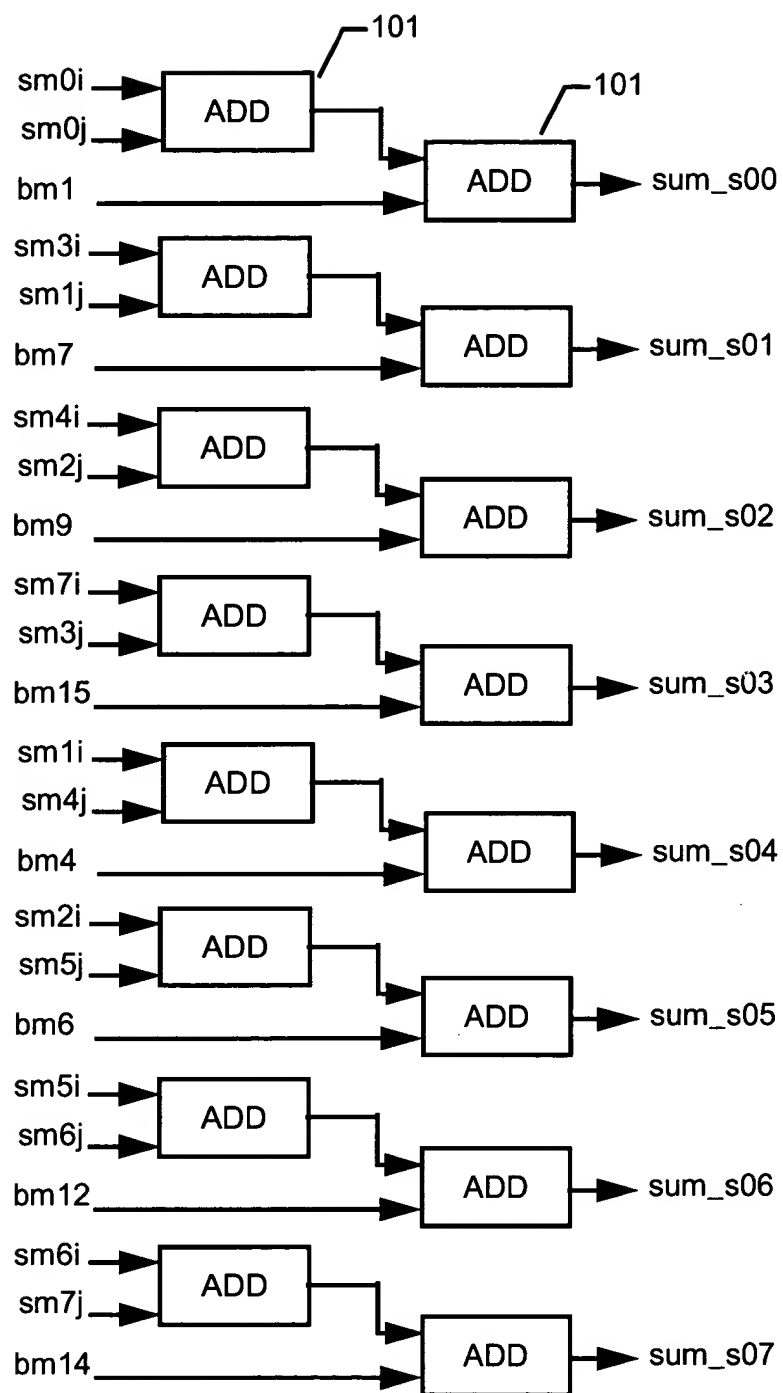 101
sm0i
ADD
101
sm0j
ADD
sum_s00
bm1
sm3i
ADD
sm1j
ADD
sum_s01
bm7
sm4i
ADD
sm2j
ADD
sum_s02
bm9
sm7i
ADD
sm3j
ADD
sum_s03
bm15
sm1i
ADD
sm4j
ADD
sum_s04
bm4
sm2i
ADD
sm5j
ADD
sum_s05
bm6
sm5i
ADD
sm6j
ADD
sum_s06
bm12
sm6i
ADD
sm7j
ADD
sum_s07
bm14